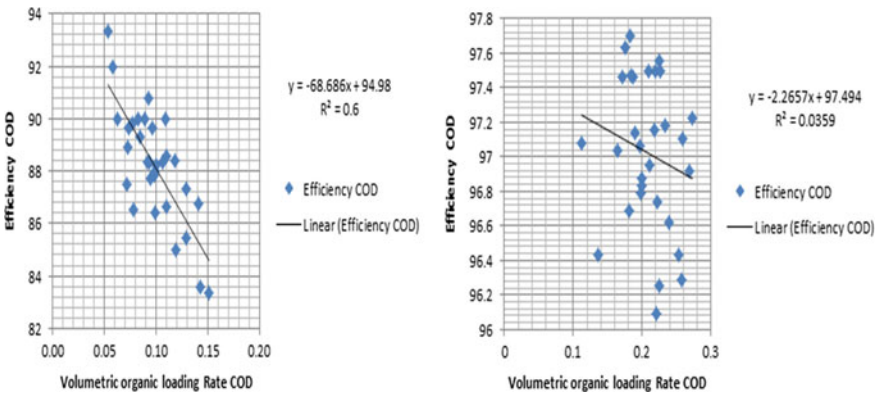 94
92
90
88
86
84
82
Efficiency COD
0.00 0.05 0.10 0.15 0.20
Volumetric organic loading Rate COD
y = -68.686x + 94.98
R² = 0.6
Efficiency COD
Linear (Efficiency COD)
97.8
97.6
97.4
97.2
97
96.8
96.6
96.4
96.2
96
Efficiency COD
0 0.1 0.2 0.3
Volumetric organic loading Rate COD
y = -2.2657x + 97.494
R² = 0.0359
Efficiency COD
Linear (Efficiency COD)